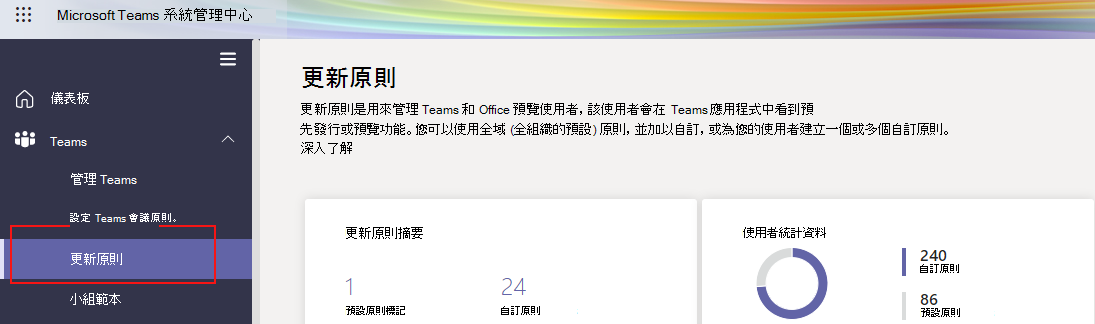 Microsoft Teams 系統管理中心
儀表板
Teams
管理 Teams
設定 Teams 會議原則。
更新原則
小組範本
更新原則
更新原則是用來管理 Teams 和 Office 預覽使用者，該使用者會在 Teams 應用程式中看到預
先發行或預覽功能。您可以使用全域 (全組織的預設) 原則，並加以自訂，或為您的使用者建立一個或多個自訂原則。
深入了解
更新原則摘要
1
預設原則標記
24
自訂原則
使用者統計資料
240
自訂原則
86
預設原則